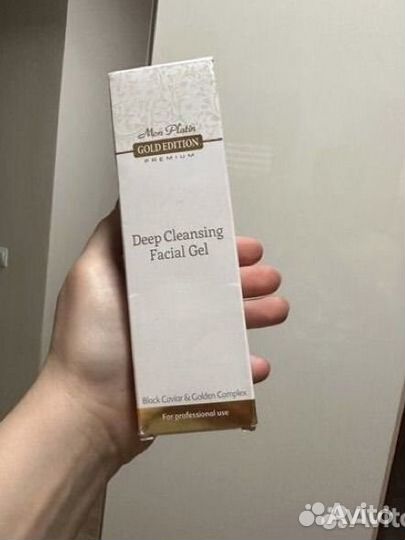 Mon Platin
GOLD EDITION
PREMIUM
Deep Cleansing
Facial Gel
Black Caviar & Golden Complex
For professional use
Avito